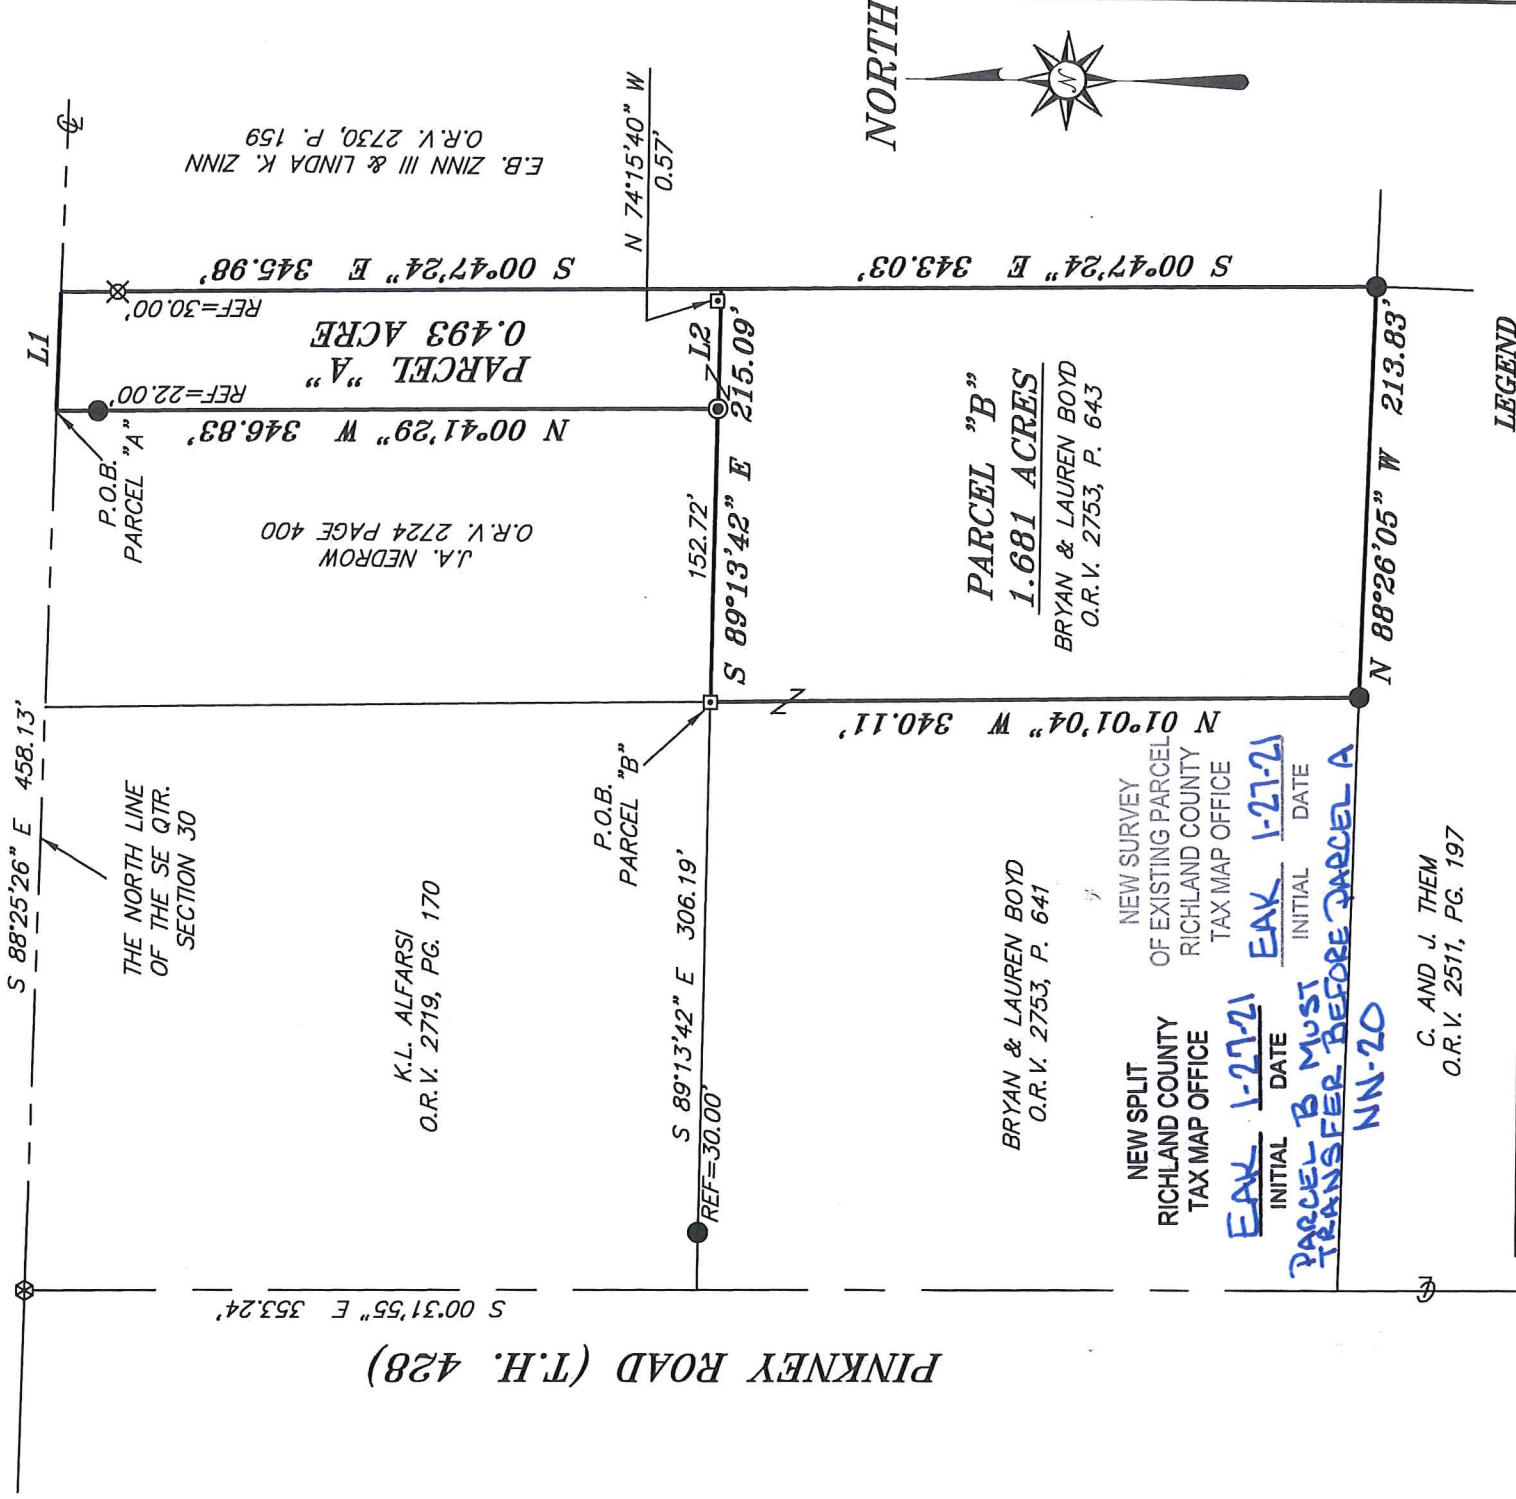 NORTH
S 88°25'26" E 458.13'
THE NORTH LINE
OF THE SE QTR.
SECTION 30
L1
P.O.B.
PARCEL "A"
REF=22.00'
REF=30.00'
PARCEL "A"
0.493 ACRE
N 00°41'29" W 346.83'
S 00°47'24" E 345.98'
E.B. ZINN III & LINDA K. ZINN
O.R.V. 2730, P. 159
N 74°15'40" W
0.57'
J.A. NEDROW
O.R.V. 2724 PAGE 400
K.L. ALFARSI
O.R.V. 2719, PG. 170
S 00°31'55" E 353.24'
PINKNEY ROAD (T.H. 428)
S 89°13'42" E 306.19'
REF=30.00'
P.O.B.
PARCEL "B"
152.72'
L2
S 89°13'42" E 215.09'
PARCEL "B"
1.681 ACRES
BRYAN & LAUREN BOYD
O.R.V. 2753, P. 643
S 00°47'24" E 343.03'
N 01°01'04" W 340.11'
N 88°26'05" W 213.83'
BRYAN & LAUREN BOYD
O.R.V. 2753, P. 641
NEW SPLIT
RICHLAND COUNTY
TAX MAP OFFICE
EAK 1-27-21
INITIAL DATE
NEW SURVEY
OF EXISTING PARCEL
RICHLAND COUNTY
TAX MAP OFFICE
EAK 1-27-21
INITIAL DATE
PARCEL B MUST
TRANSFER BEFORE PARCEL A
NN-20
C. AND J. THEM
O.R.V. 2511, PG. 197
LEGEND